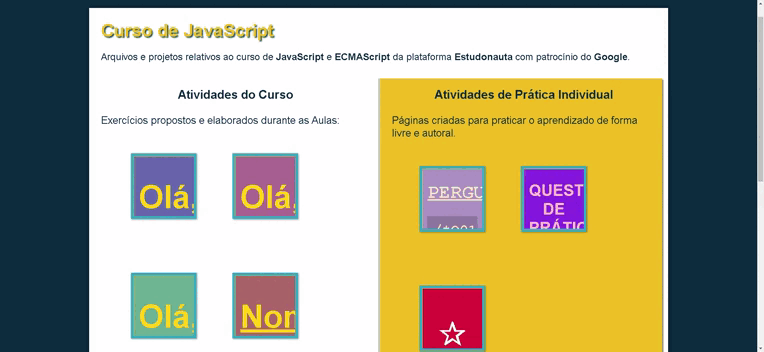 Curso de JavaScript
Arquivos e projetos relativos ao curso de JavaScript e ECMAScript da plataforma Estudonauta com patrocínio do Google.
Atividades do Curso
Exercícios propostos e elaborados durante as Aulas:
Olá,
Olá,
Olá,
Nor
Atividades de Prática Individual
Páginas criadas para praticar o aprendizado de forma
livre e autoral.
PERGU
QUEST
DE
PRÁTIC